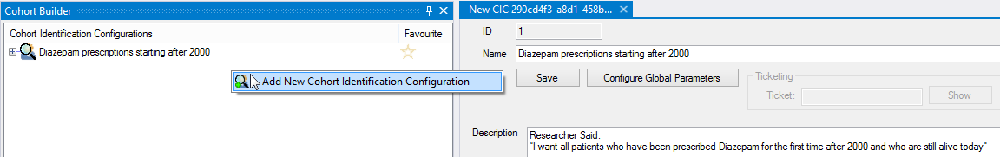 Cohort Builder
Cohort Identification Configurations
Favourite
Diazepam prescriptions starting after 2000
Add New Cohort Identification Configuration
New CIC 290cd4f3-a8d1-458b...
ID
1
Name
Diazepam prescriptions starting after 2000
Save
Configure Global Parameters
Ticketing
Ticket:
Show
Description
Researcher Said:
"I want all patients who have been prescribed Diazepam for the first time after 2000 and who are still alive today"